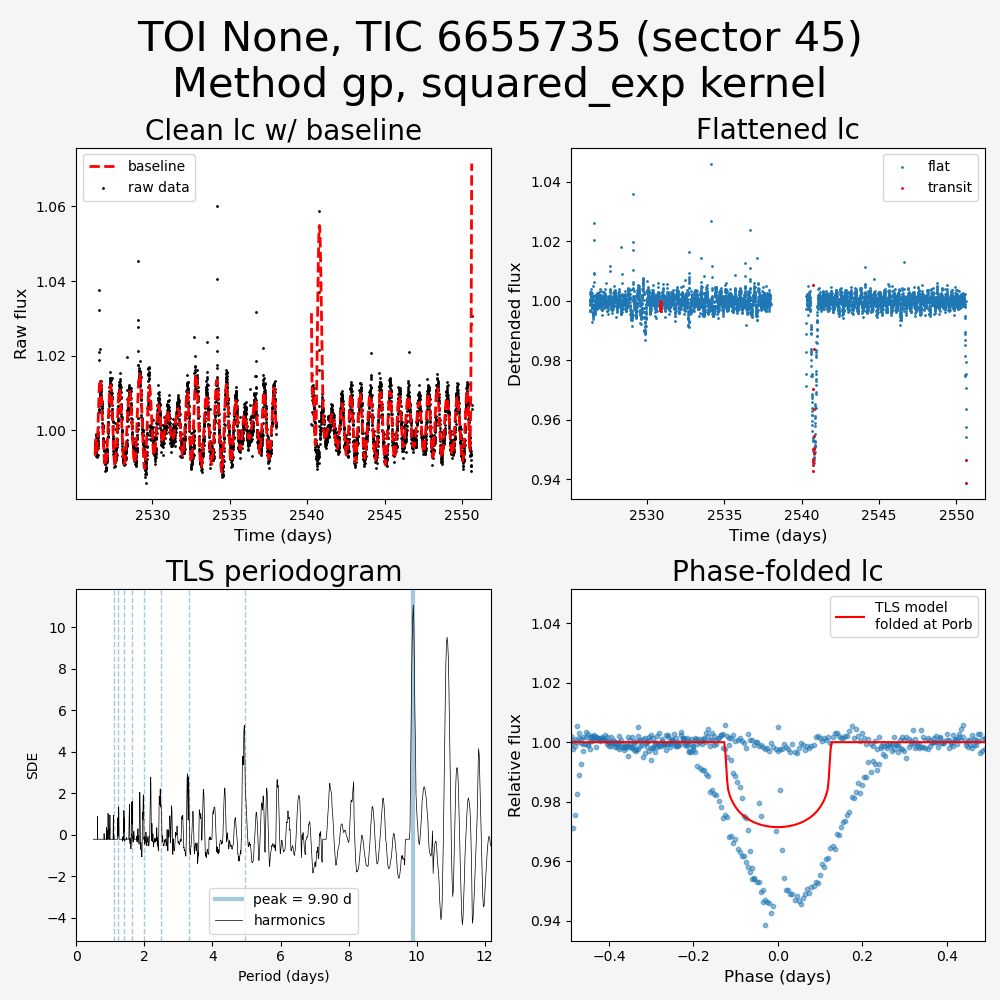 TOI None, TIC 6655735 (sector 45)
Method gp, squared_exp kernel
Clean lc w/ baseline
baseline
raw data
1.06
1.04
1.02
1.00
Raw flux
2530
2535
2540
2545
2550
Time (days)
Flattened lc
flat
transit
1.04
1.02
1.00
0.98
0.96
0.94
Detrended flux
2530
2535
2540
2545
2550
Time (days)
TLS periodogram
10
8
6
4
2
0
−2
−4
SDE
peak = 9.90 d
harmonics
0
2
4
6
8
10
12
Period (days)
Phase-folded lc
TLS model
folded at Porb
1.04
1.02
1.00
0.98
0.96
0.94
Relative flux
−0.4
−0.2
0.0
0.2
0.4
Phase (days)